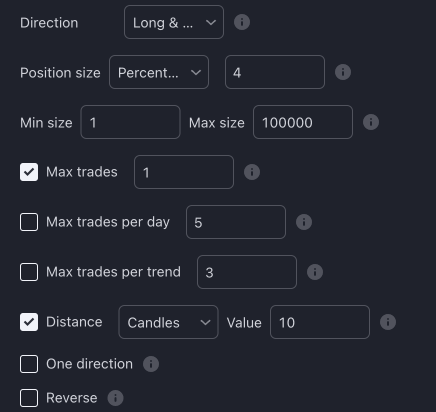 Direction Long & ...
Position size Percent... 4
Min size 1 Max size 100000
Max trades 1
Max trades per day 5
Max trades per trend 3
Distance Candles Value 10
One direction
Reverse